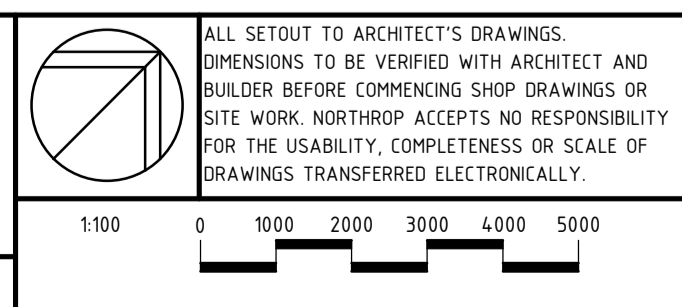 ALL SETOUT TO ARCHITECT'S DRAWINGS.
DIMENSIONS TO BE VERIFIED WITH ARCHITECT AND
BUILDER BEFORE COMMENCING SHOP DRAWINGS OR
SITE WORK. NORTHROP ACCEPTS NO RESPONSIBILITY
FOR THE USABILITY, COMPLETENESS OR SCALE OF
DRAWINGS TRANSFERRED ELECTRONICALLY.
1:100 0 1000 2000 3000 4000 5000